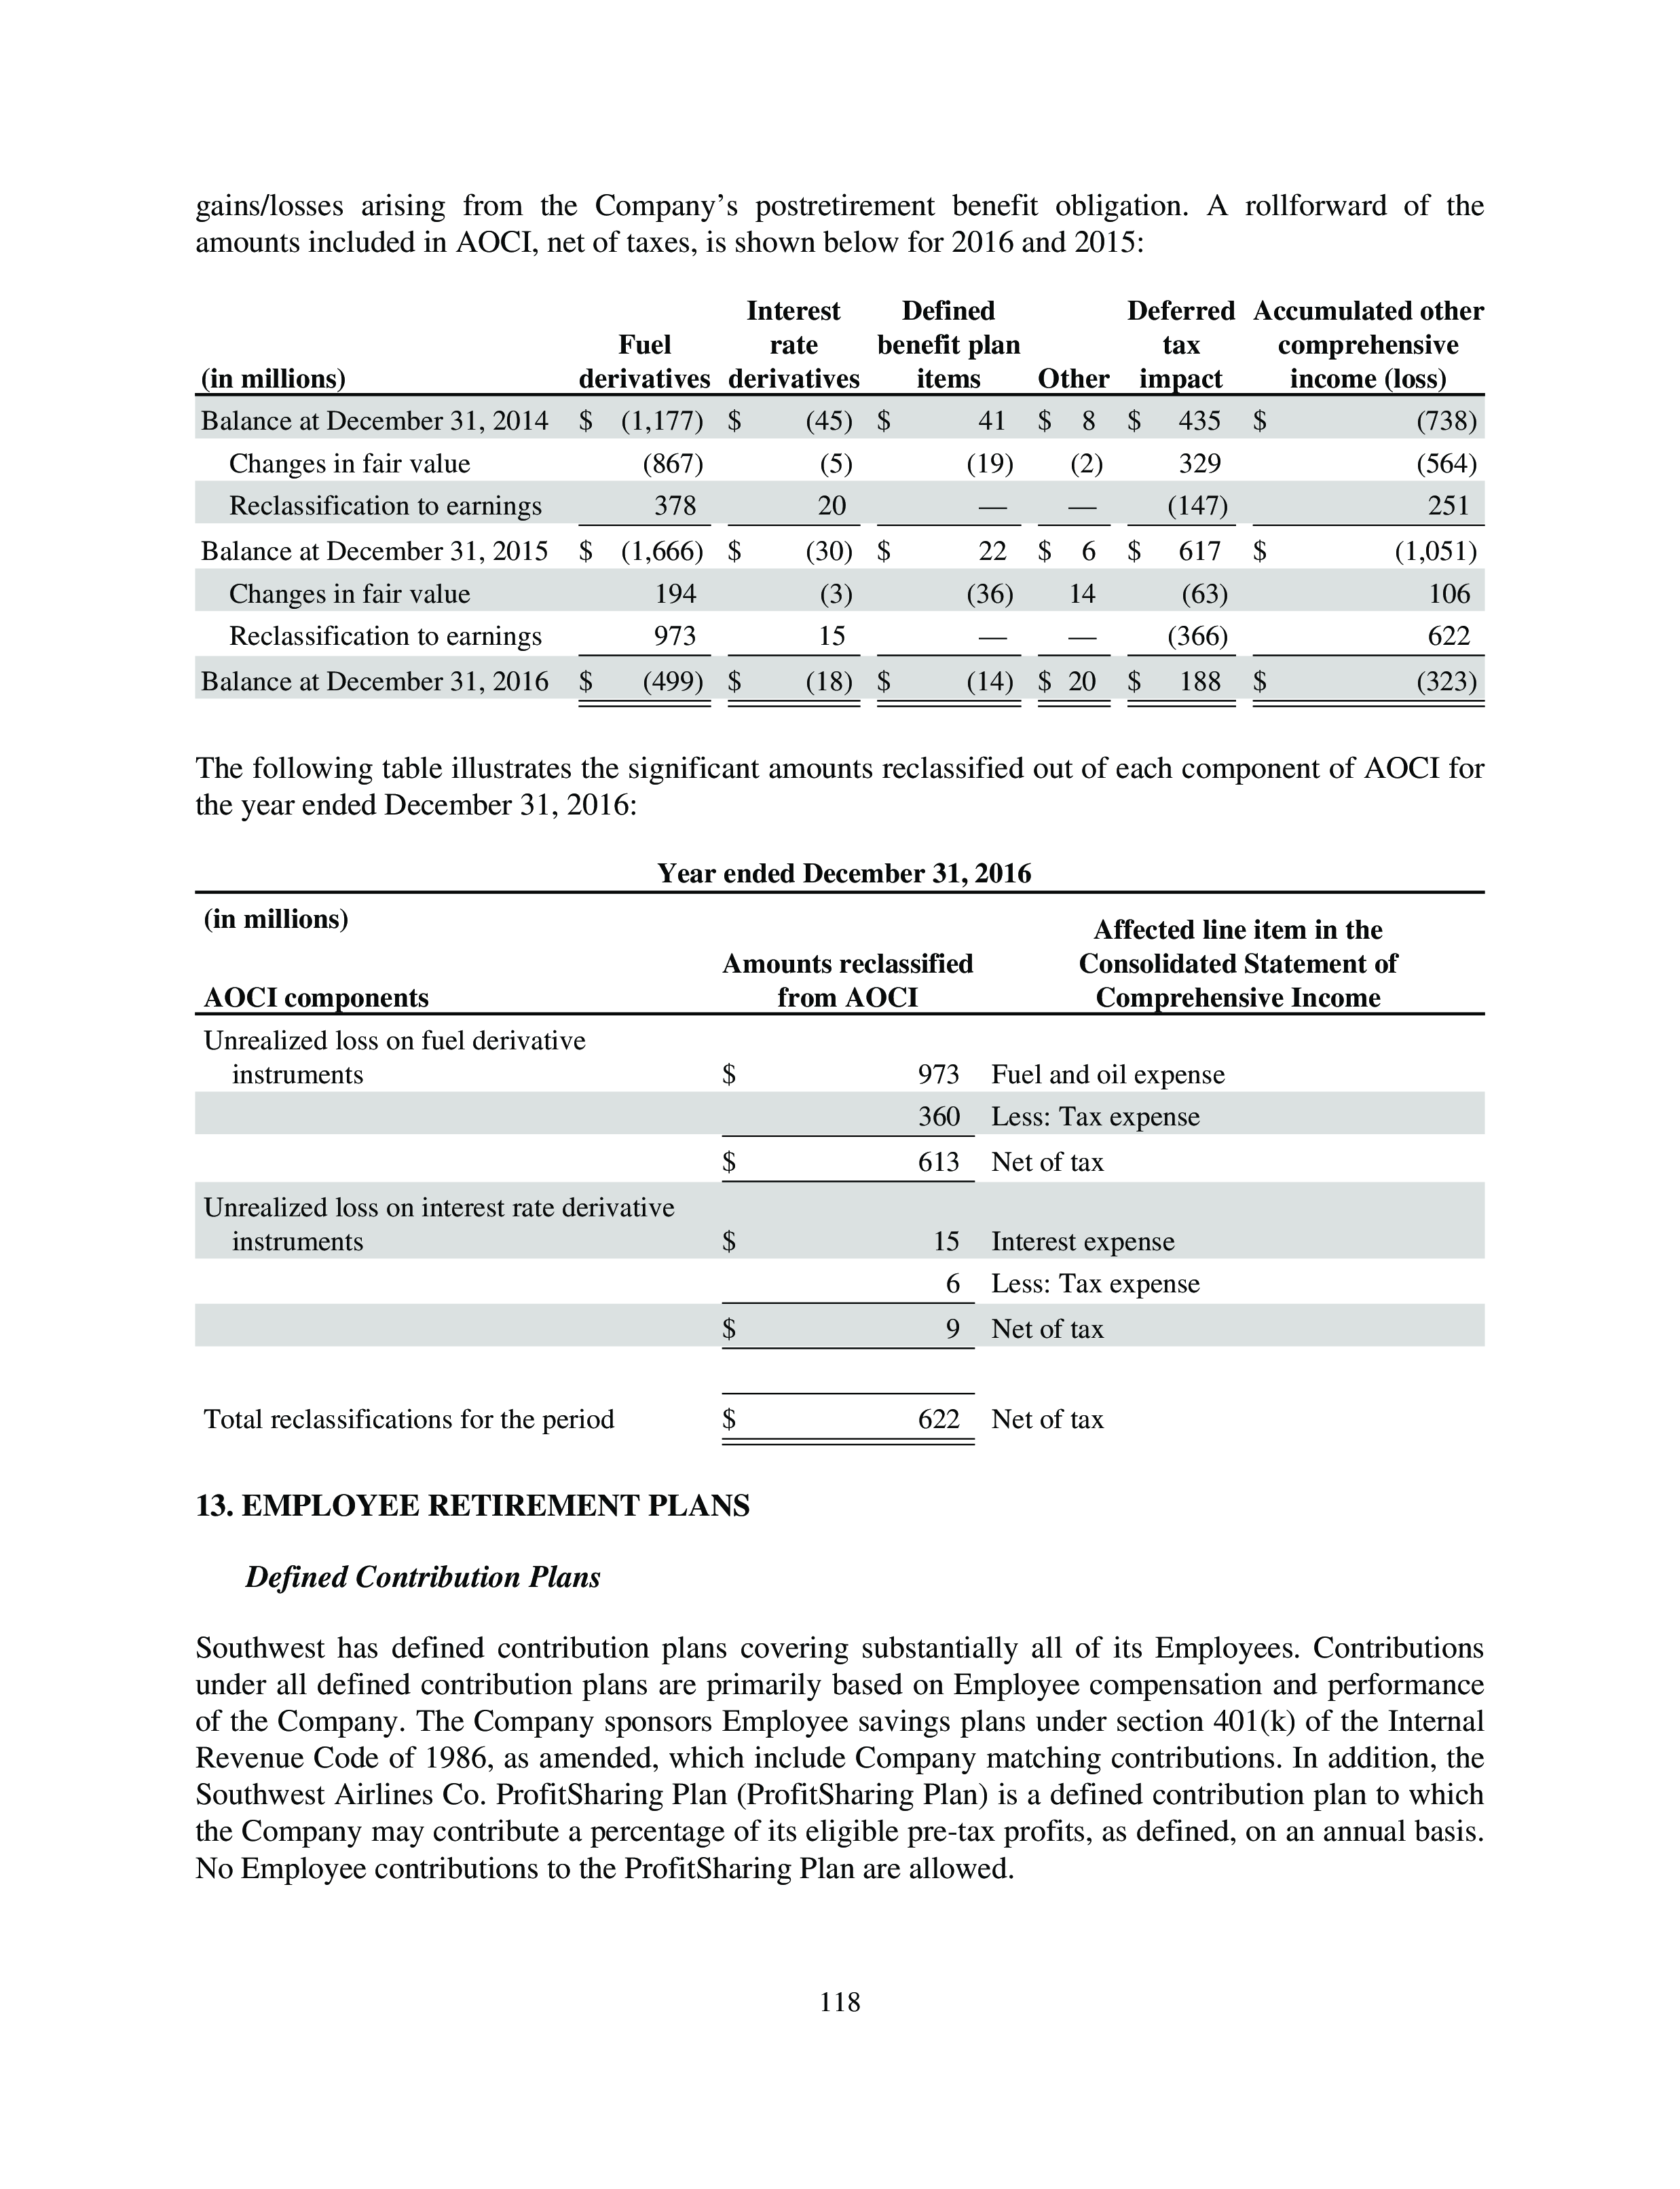 gains/losses arising from the Company’s postretirement benefit obligation. A rollforward of the
amounts included in AOCI, net of taxes, is shown below for 2016 and 2015:
(in millions) Fuel derivatives Interest rate derivatives Defined benefit plan items Other Deferred tax impact Accumulated other comprehensive income (loss)
Balance at December 31, 2014 $ (1,177) $ (45) $ 41 $ 8 $ 435 $ (738)
Changes in fair value (867) (5) (19) (2) 329 (564)
Reclassification to earnings 378 20 — — (147) 251
Balance at December 31, 2015 $ (1,666) $ (30) $ 22 $ 6 $ 617 $ (1,051)
Changes in fair value 194 (3) (36) 14 (63) 106
Reclassification to earnings 973 15 — — (366) 622
Balance at December 31, 2016 $ (499) $ (18) $ (14) $ 20 $ 188 $ (323)
The following table illustrates the significant amounts reclassified out of each component of AOCI for
the year ended December 31, 2016:
Year ended December 31, 2016
(in millions)
AOCI components Amounts reclassified from AOCI Affected line item in the Consolidated Statement of Comprehensive Income
Unrealized loss on fuel derivative
instruments $ 973 Fuel and oil expense
360 Less: Tax expense
$ 613 Net of tax
Unrealized loss on interest rate derivative
instruments $ 15 Interest expense
6 Less: Tax expense
$ 9 Net of tax
Total reclassifications for the period $ 622 Net of tax
13. EMPLOYEE RETIREMENT PLANS
Defined Contribution Plans
Southwest has defined contribution plans covering substantially all of its Employees. Contributions
under all defined contribution plans are primarily based on Employee compensation and performance
of the Company. The Company sponsors Employee savings plans under section 401(k) of the Internal
Revenue Code of 1986, as amended, which include Company matching contributions. In addition, the
Southwest Airlines Co. ProfitSharing Plan (ProfitSharing Plan) is a defined contribution plan to which
the Company may contribute a percentage of its eligible pre-tax profits, as defined, on an annual basis.
No Employee contributions to the ProfitSharing Plan are allowed.
118